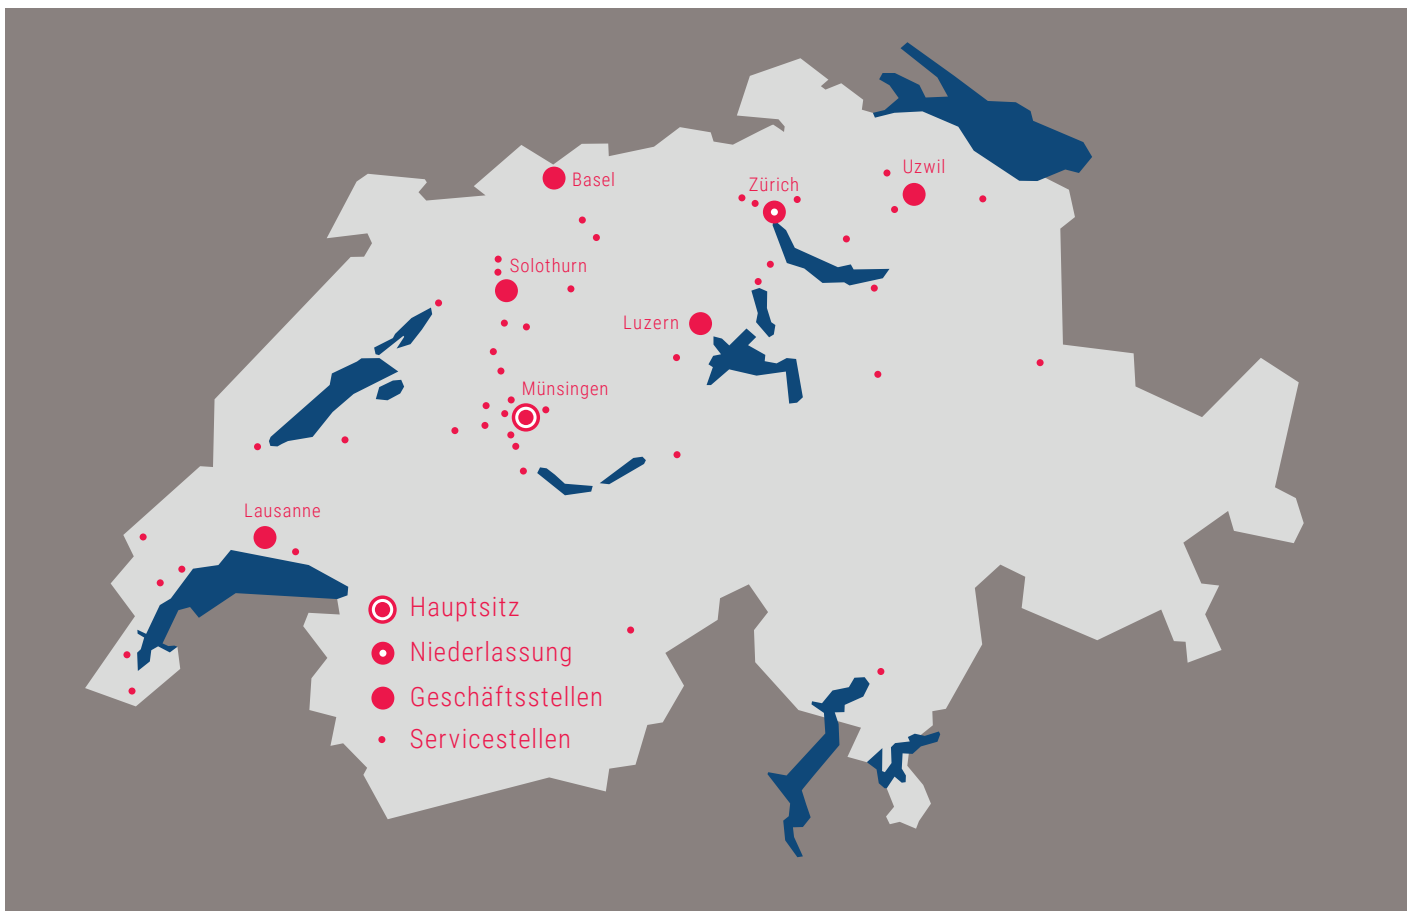 Uzwil
Basel
Zürich
Solothurn
Luzern
Münsingen
Lausanne
Hauptsitz
Niederlassung
Geschäftsstellen
Servicestellen